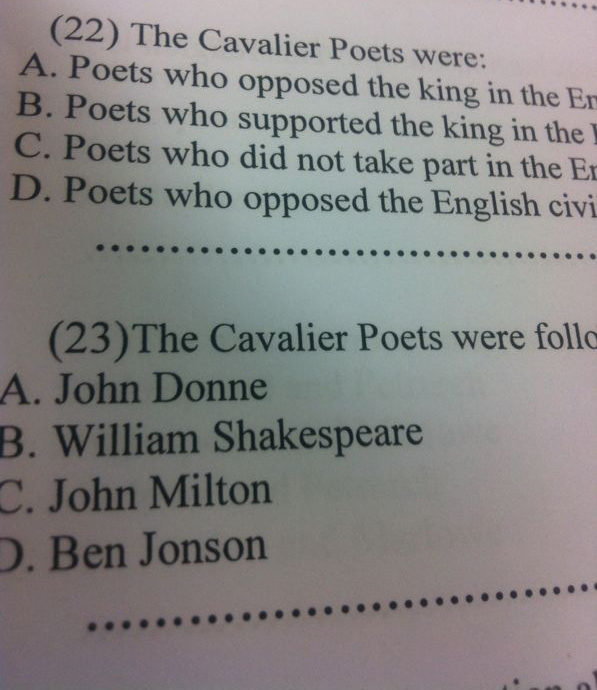 (22) The Cavalier Poets were:
A. Poets who opposed the king in the
B. Poets who supported the king in the
C. Poets who did not take part in the
D. Poets who opposed the English
(23)The Cavalier Poets were
A. John Donne
B. William Shakespeare
C. John Milton
D. Ben Jonson